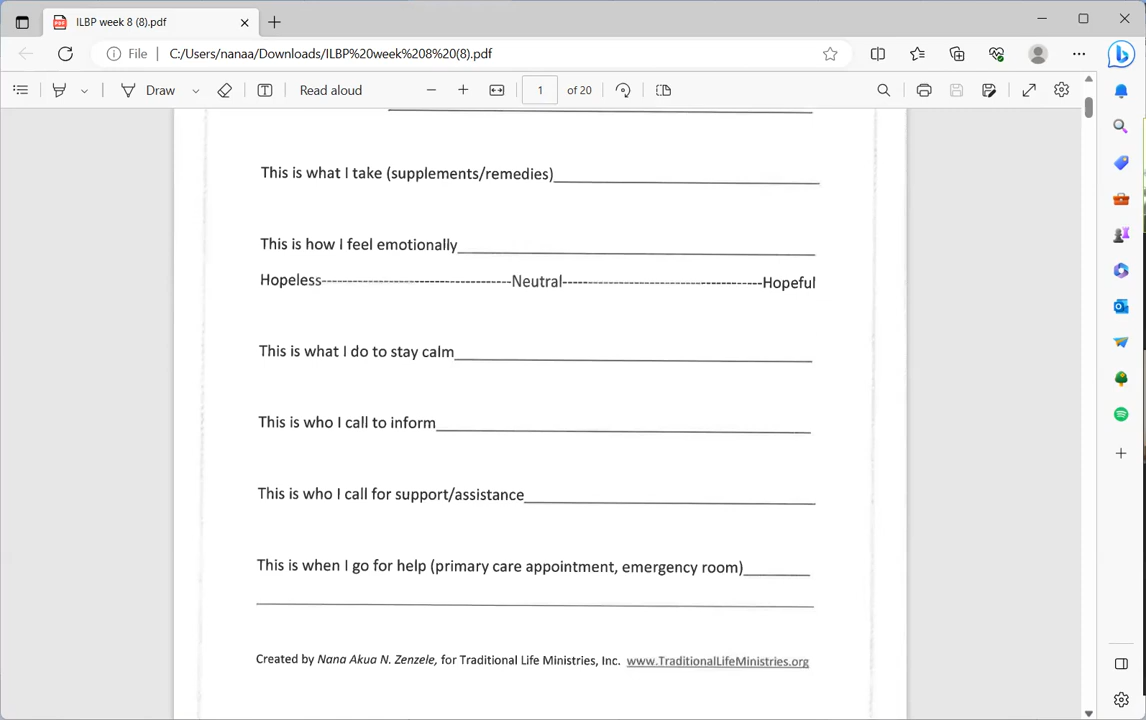 ILBP week 8 (8).pdf
File | C:/Users/nanaa/Downloads/ILBP%20week%208%20(8).pdf
Draw Read aloud 1 of 20
This is what I take (supplements/remedies)
This is how I feel emotionally
Hopeless----------------------------------------Neutral------------------------------------------Hopeful
This is what I do to stay calm
This is who I call to inform
This is who I call for support/assistance
This is when I go for help (primary care appointment, emergency room)
Created by Nana Akua N. Zenzele, for Traditional Life Ministries, Inc. www.TraditionalLifeMinistries.org